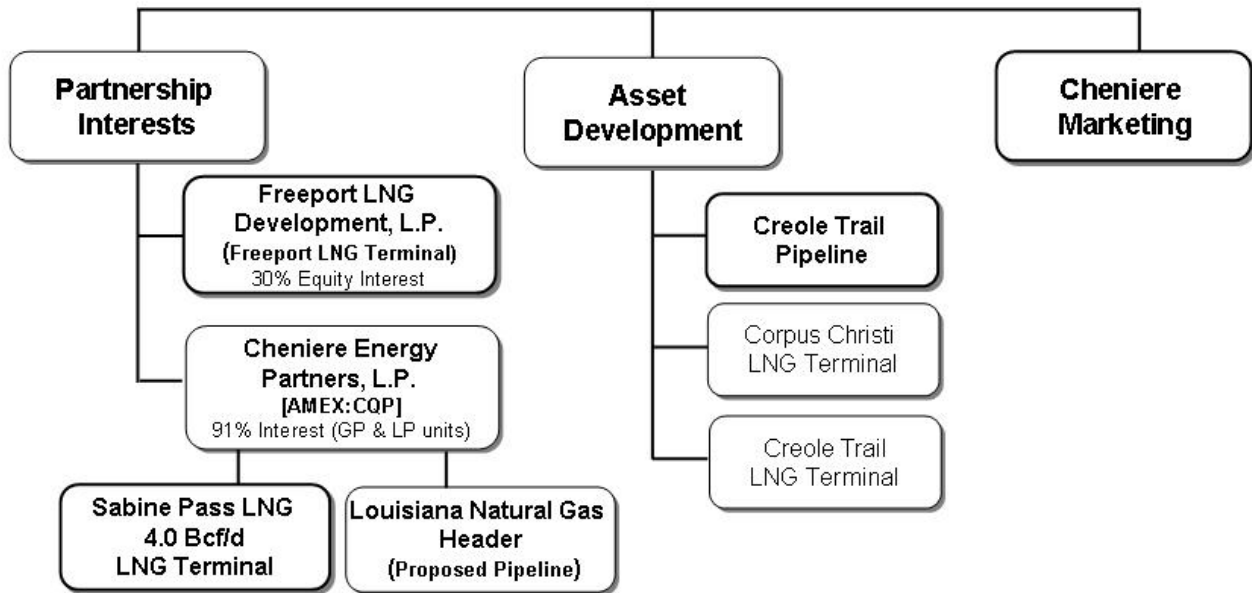 Partnership
Interests
Asset
Development
Cheniere
Marketing
Freeport LNG
Development, L.P.
(Freeport LNG Terminal)
30% Equity Interest
Cheniere Energy
Partners, L.P.
[AMEX:CQP]
91% Interest (GP & LP units)
Sabine Pass LNG
4.0 Bcf/d
LNG Terminal
Louisiana Natural Gas
Header
(Proposed Pipeline)
Creole Trail
Pipeline
Corpus Christi
LNG Terminal
Creole Trail
LNG Terminal